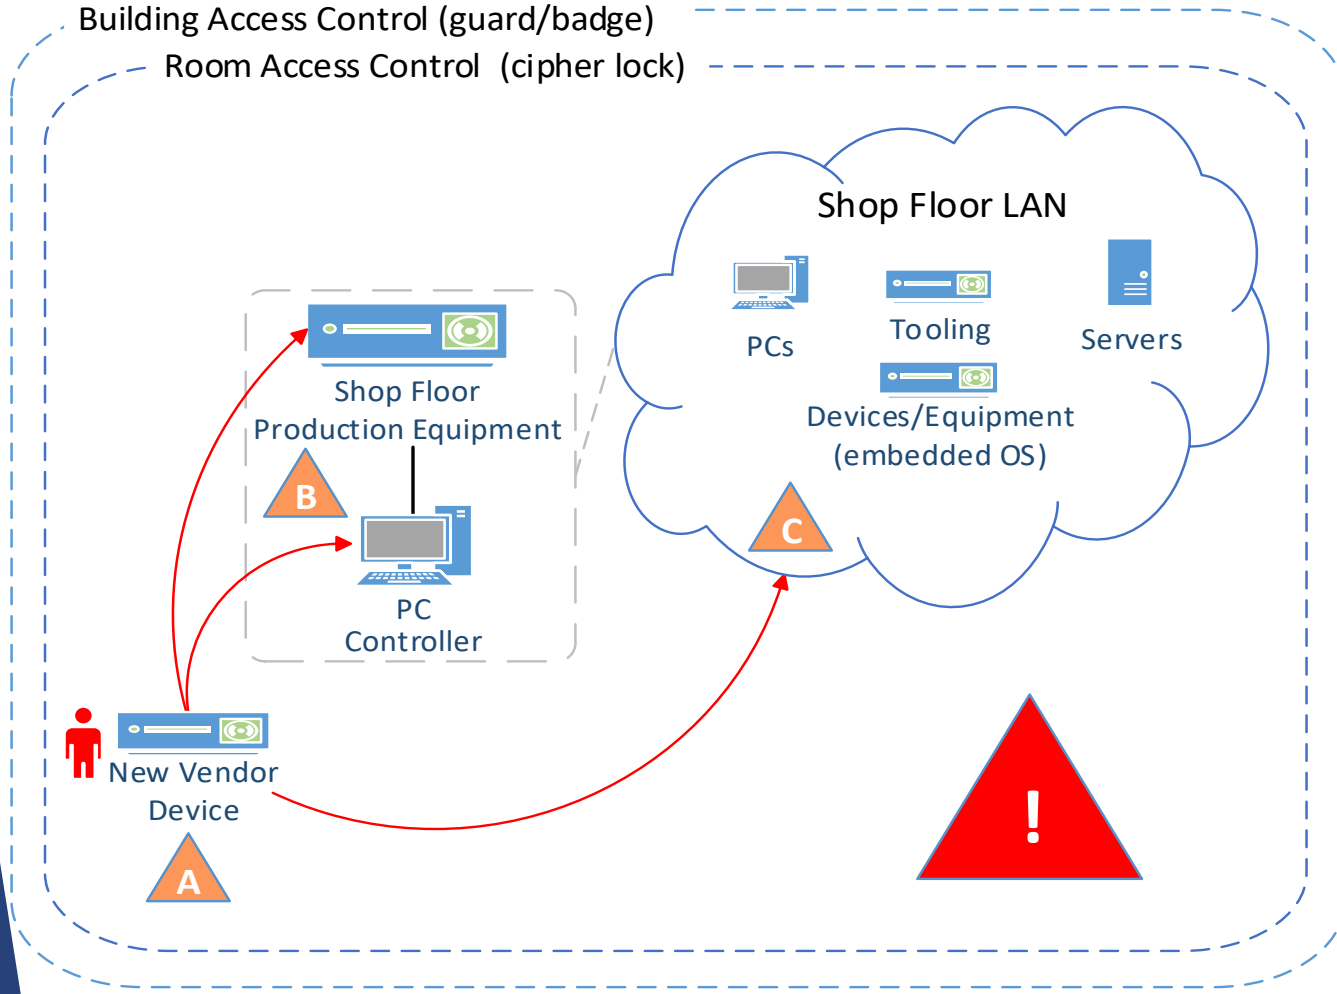 Building Access Control (guard/badge)
Room Access Control (cipher lock)
Shop Floor LAN
PCs
Tooling
Servers
Devices/Equipment
(embedded OS)
C
Shop Floor
Production Equipment
B
PC
Controller
New Vendor
Device
A
!